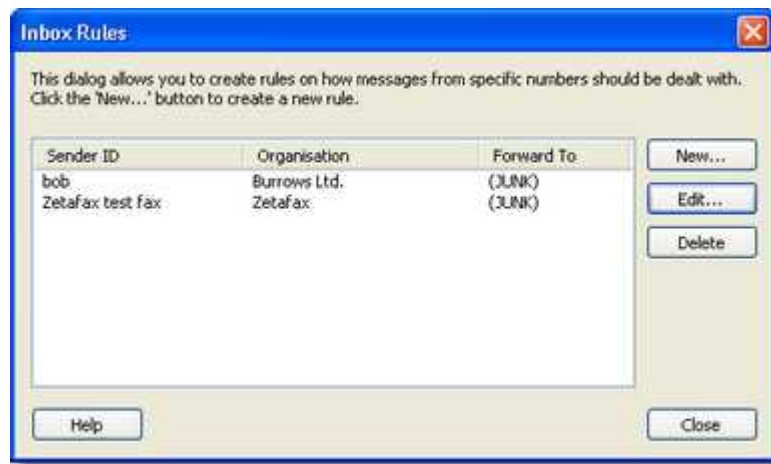 Inbox Rules
This dialog allows you to create rules on how messages from specific numbers should be dealt with.
Click the 'New...' button to create a new rule.
Sender ID Organisation Forward To
bob Burrows Ltd. (JUNK)
Zetafax test fax Zetafax (JUNK)
New...
Edit...
Delete
Help
Close